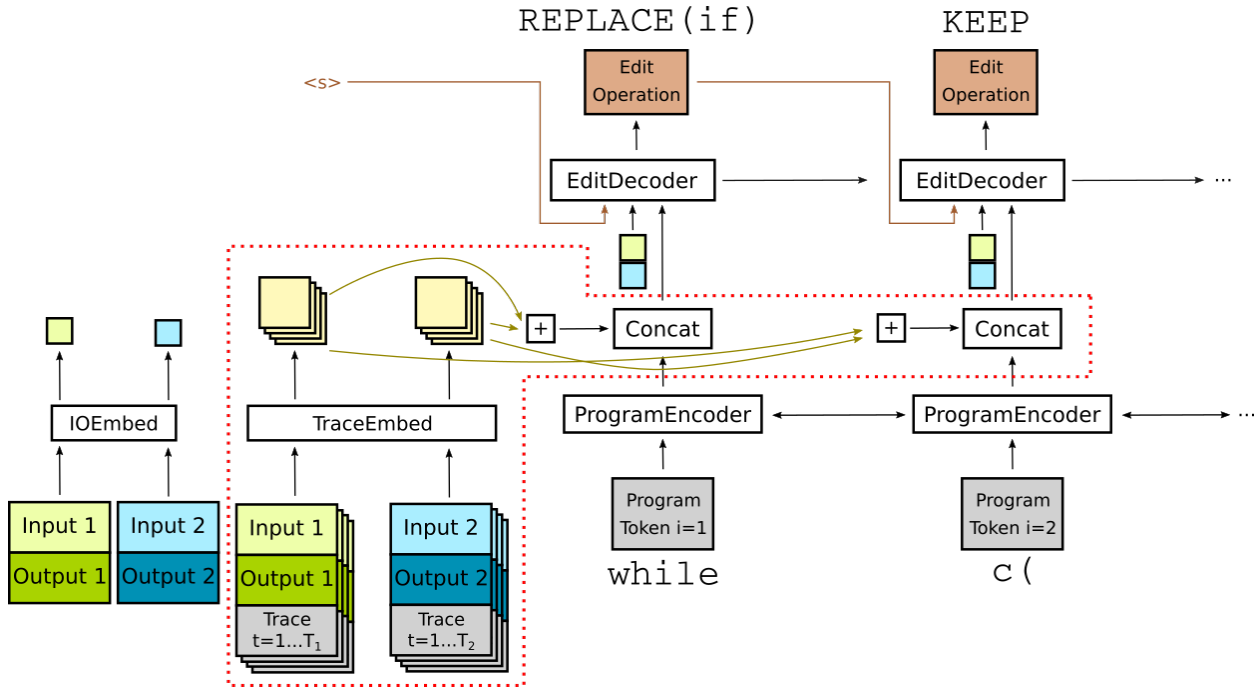 REPLACE(if) KEEP
<s>
Edit
Operation
Edit
Operation
EditDecoder
EditDecoder
...
+
Concat
+
Concat
IOEmbed
TraceEmbed
ProgramEncoder
ProgramEncoder
...
Input 1
Output 1
Input 2
Output 2
Input 1
Output 1
Trace
t=1...T₁
Input 2
Output 2
Trace
t=1...T₂
Program
Token i=1
Program
Token i=2
while
c(